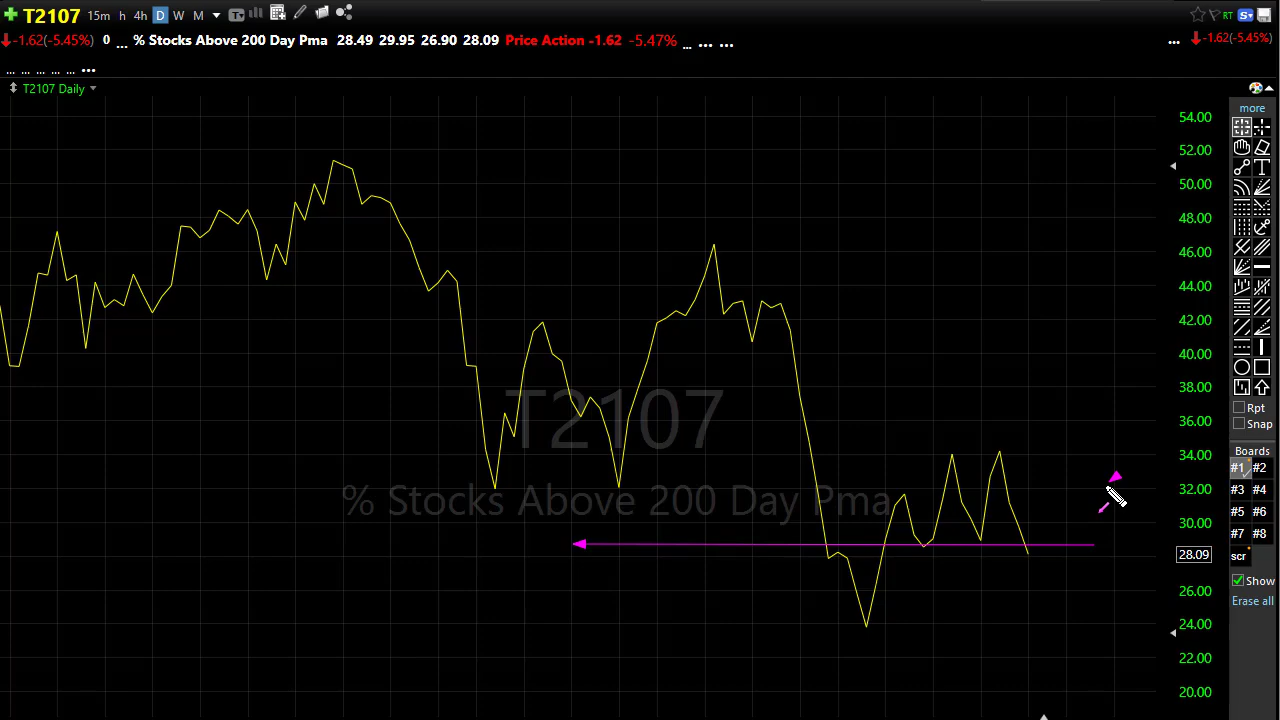 T2107 15m h 4h D W M T RT S
-1.62(-5.45%) 0 ... % Stocks Above 200 Day Pma 28.49 29.95 26.90 28.09 Price Action -1.62 -5.47% ... ... ... ... -1.62(-5.45%)
... ... ... ... ... ...
T2107 Daily
more
54.00
52.00
50.00
48.00
46.00
44.00
42.00
40.00
38.00
36.00
34.00
32.00
30.00
28.09
26.00
24.00
22.00
20.00
T2107
% Stocks Above 200 Day Pma
T
Rpt
Snap
Boards
#1 #2
#3 #4
#5 #6
#7 #8
scr
Show
Erase all